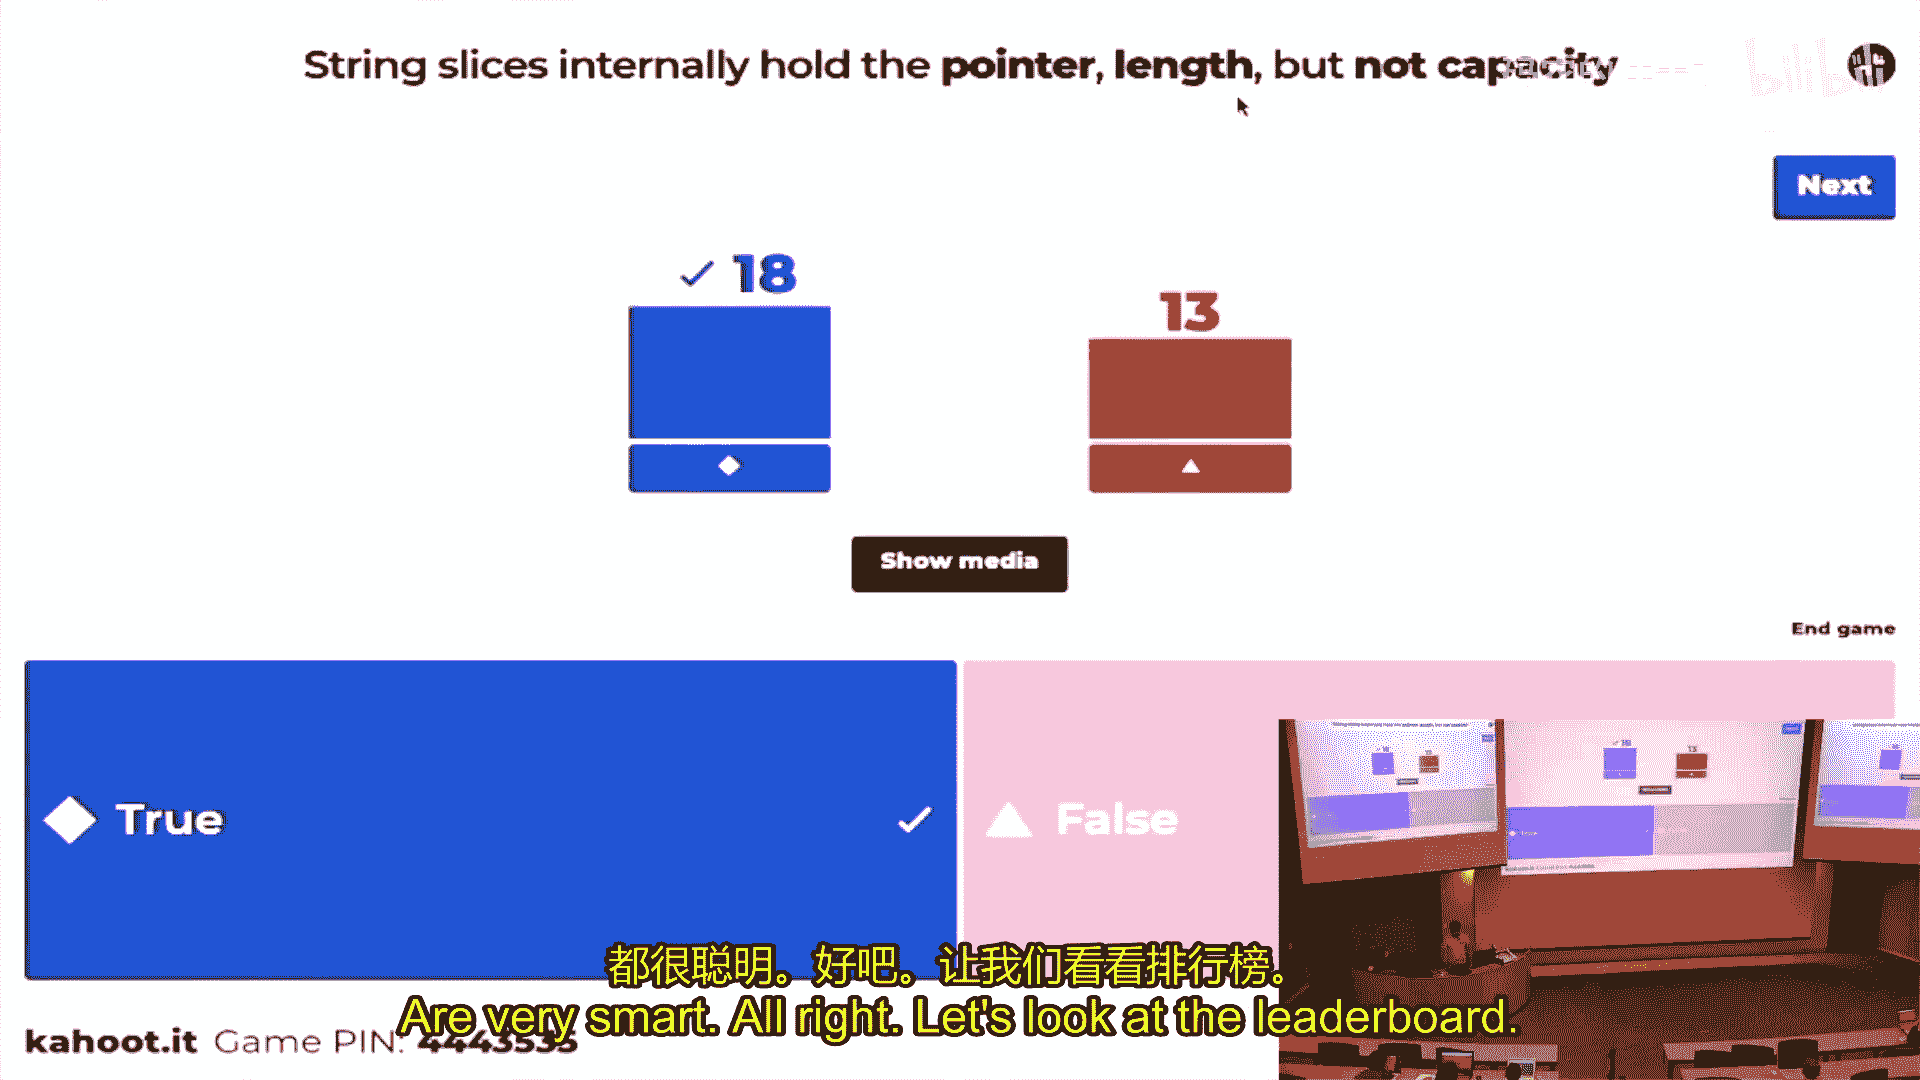 String slices internally hold the pointer, length, but not capacity
bilibili
Next
18
13
Show media
End game
True
False
都很聪明。好吧。让我们看看排行榜。
Are very smart. All right. Let's look at the leaderboard.
kahoot.it Game PIN: 4443535